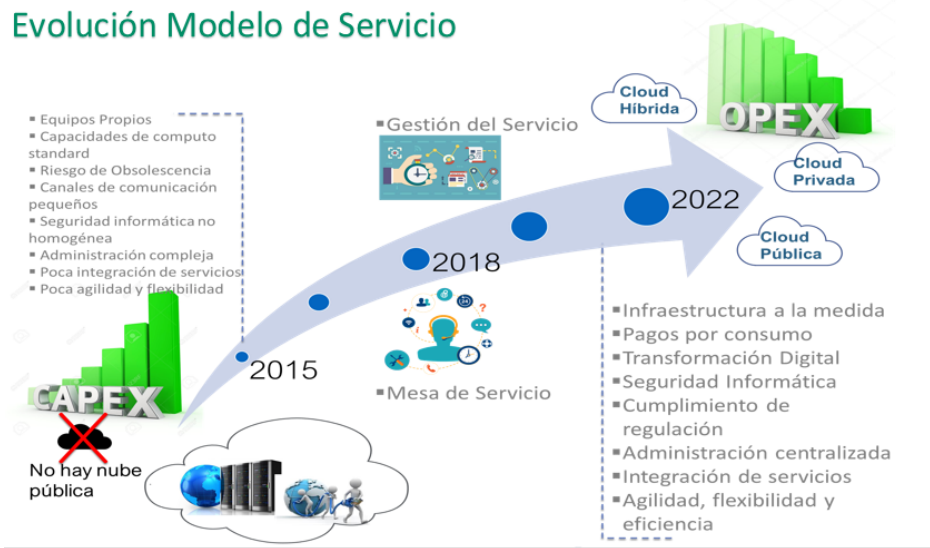 Evolución Modelo de Servicio
▪ Equipos Propios
▪ Capacidades de computo
standard
▪ Riesgo de Obsolescencia
▪ Canales de comunicación
pequeños
▪ Seguridad informática no
homogénea
▪ Administración compleja
▪ Poca integración de servicios
▪ Poca agilidad y flexibilidad
CAPEX
No hay nube
pública
2015
▪Gestión del Servicio
2018
▪Mesa de Servicio
2022
Cloud
Híbrida
OPEX
Cloud
Privada
Cloud
Pública
▪Infraestructura a la medida
▪Pagos por consumo
▪Transformación Digital
▪Seguridad Informática
▪Cumplimiento de
regulación
▪Administración centralizada
▪Integración de servicios
▪Agilidad, flexibilidad y
eficiencia